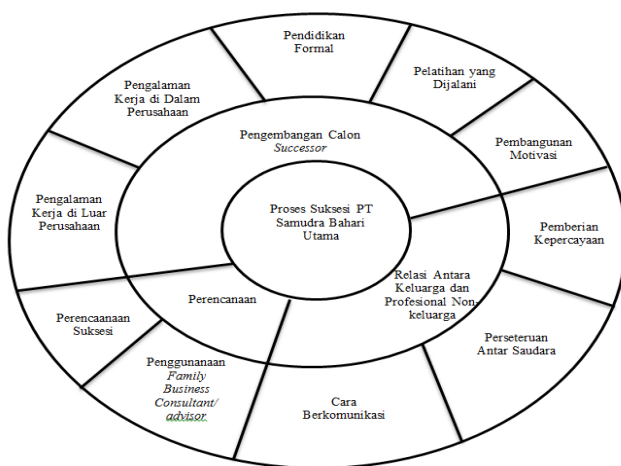 Pendidikan
Formal
Pelatihan yang
Dijalani
Pengalaman
Kerja di Dalam
Perusahaan
Pembangunan
Motivasi
Pengembangan Calon
Successor
Pengalaman
Kerja di Luar
Perusahaan
Proses Suksesi PT
Samudra Bahari
Utama
Pemberian
Kepercayaan
Relasi Antara
Keluarga dan
Profesional Non-
keluarga
Perencanaan
Perencaanaan
Suksesi
Perseteruan
Antar Saudara
Penggunanaan
Family
Business
Consultant/
advisor
Cara
Berkomunikasi